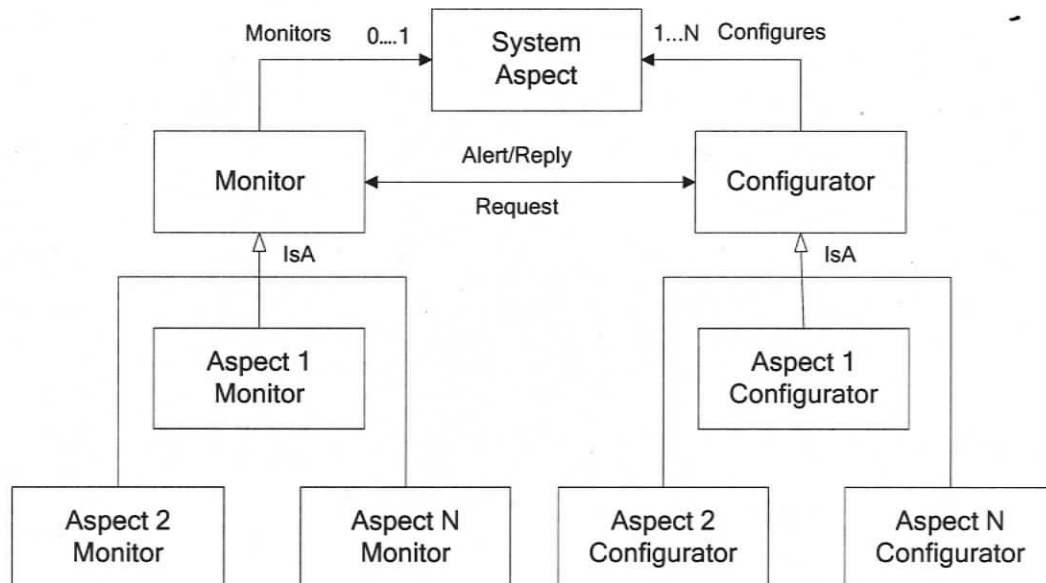 Monitors 0....1
System
Aspect
1...N Configures
Monitor
Alert/Reply
Request
Configurator
IsA
IsA
Aspect 1
Monitor
Aspect 1
Configurator
Aspect 2
Monitor
Aspect N
Monitor
Aspect 2
Configurator
Aspect N
Configurator